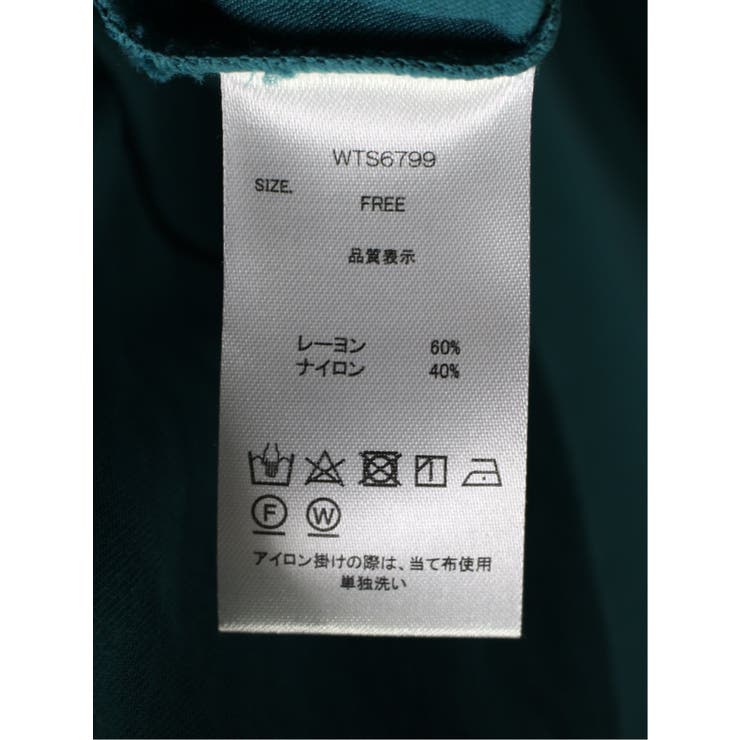 WTS6799
SIZE.
FREE
品質表示
レーヨン 60%
ナイロン 40%
F W
アイロン掛けの際は、当て布使用
単独洗い